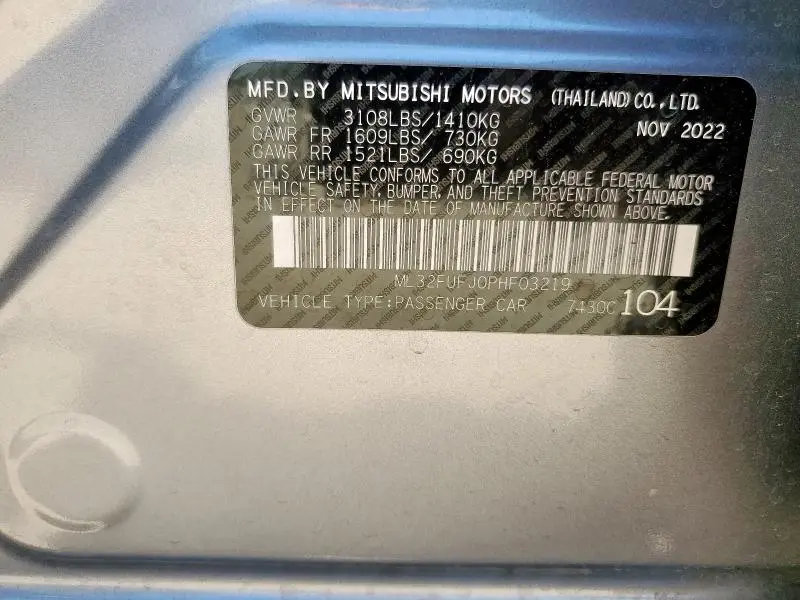 MFD.BY MITSUBISHI MOTORS (THAILAND)CO.,LTD.
GVWR 3108LBS/1410KG NOV 2022
GAWR FR 1609LBS/ 730KG
GAWR RR 1521LBS/ 690KG
THIS VEHICLE CONFORMS TO ALL APPLICABLE FEDERAL MOTOR
VEHICLE SAFETY, BUMPER, AND THEFT PREVENTION STANDARDS
IN EFFECT ON THE DATE OF MANUFACTURE SHOWN ABOVE.
ML32FUFJ0PHF03219
VEHICLE TYPE:PASSENGER CAR 7430C 104